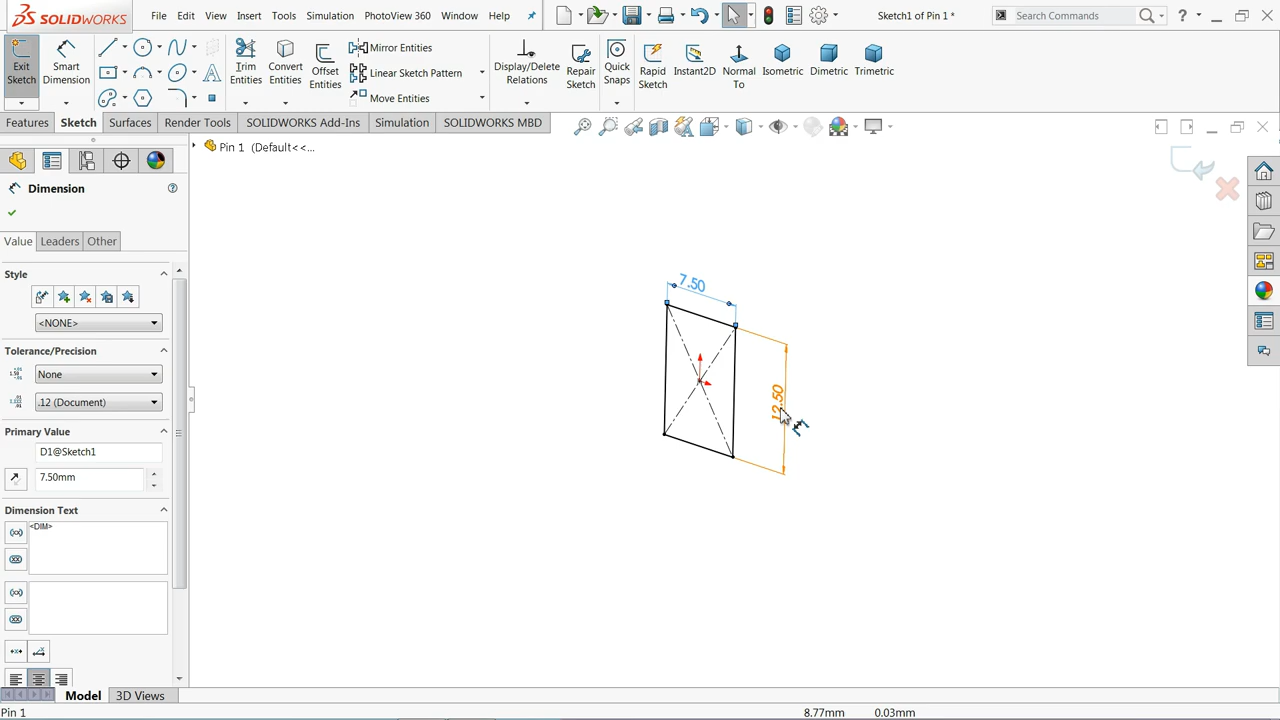 SOLIDWORKS File Edit View Insert Tools Simulation PhotoView 360 Window Help Sketch1 of Pin 1 * Search Commands ?
Exit Sketch
Smart Dimension
Trim Entities
Convert Entities
Offset Entities
Mirror Entities
Linear Sketch Pattern
Move Entities
Display/Delete Relations
Repair Sketch
Quick Snaps
Rapid Sketch
Instant2D
Normal To
Isometric
Dimetric
Trimetric
Features Sketch Surfaces Render Tools SOLIDWORKS Add-Ins Simulation SOLIDWORKS MBD
Pin 1 (Default<<...
Dimension
Value Leaders Other
Style
<NONE>
Tolerance/Precision
None
.12 (Document)
Primary Value
D1@Sketch1
7.50mm
Dimension Text
<DIM>
7.50
12.50
Model 3D Views
Pin 1 8.77mm 0.03mm